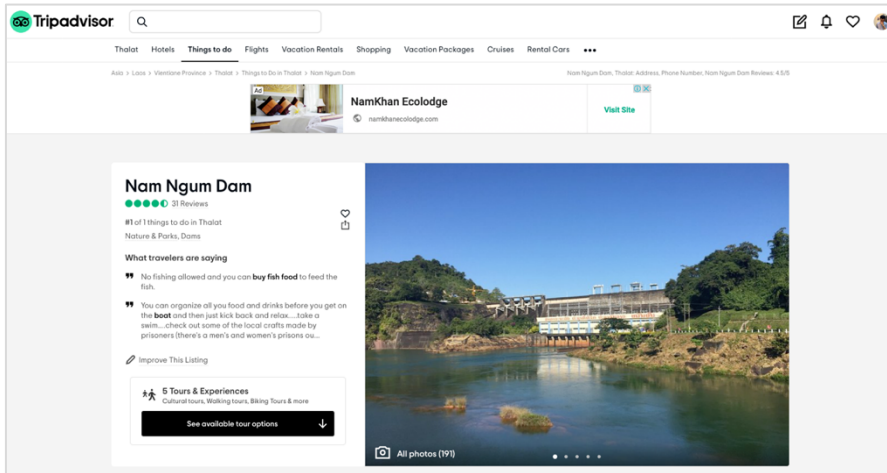 Tripadvisor
Thalat Hotels Things to do Flights Vacation Rentals Shopping Vacation Packages Cruises Rental Cars
Asia > Laos > Vientiane Province > Thalat > Things to Do in Thalat > Nam Ngum Dam
Nam Ngum Dam, Thalat: Address, Phone Number, Nam Ngum Dam Reviews: 4.5/5
Ad
NamKhan Ecolodge
namkhanecolodge.com
Visit Site
Nam Ngum Dam
31 Reviews
#1 of 1 things to do in Thalat
Nature & Parks, Dams
What travelers are saying
No fishing allowed and you can buy fish food to feed the
fish.
You can organize all you food and drinks before you get on
the boat and then just kick back and relax.....take a
swim....check out some of the local crafts made by
prisoners (there's a men and women's prisons ou...
Improve This Listing
5 Tours & Experiences
Cultural tours, Walking tours, Biking Tours & more
See available tour options
All photos (191)